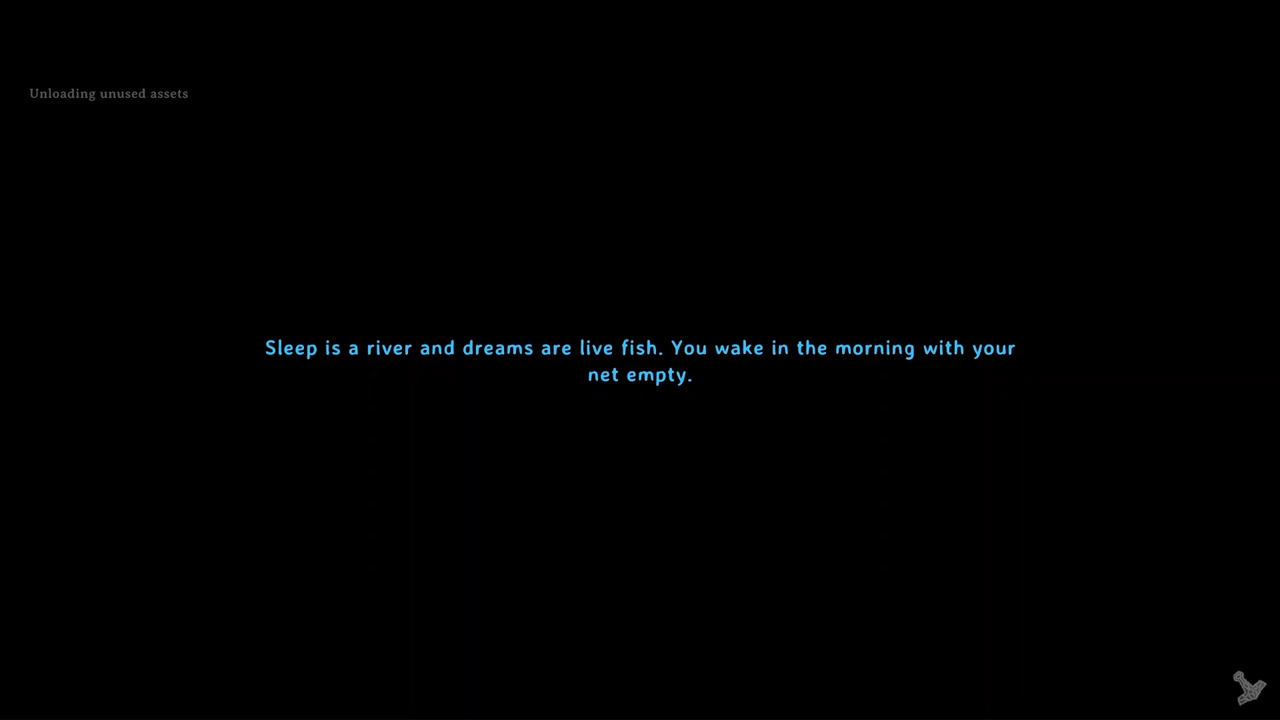 Unloading unused assets
Sleep is a river and dreams are live fish. You wake in the morning with your
net empty.